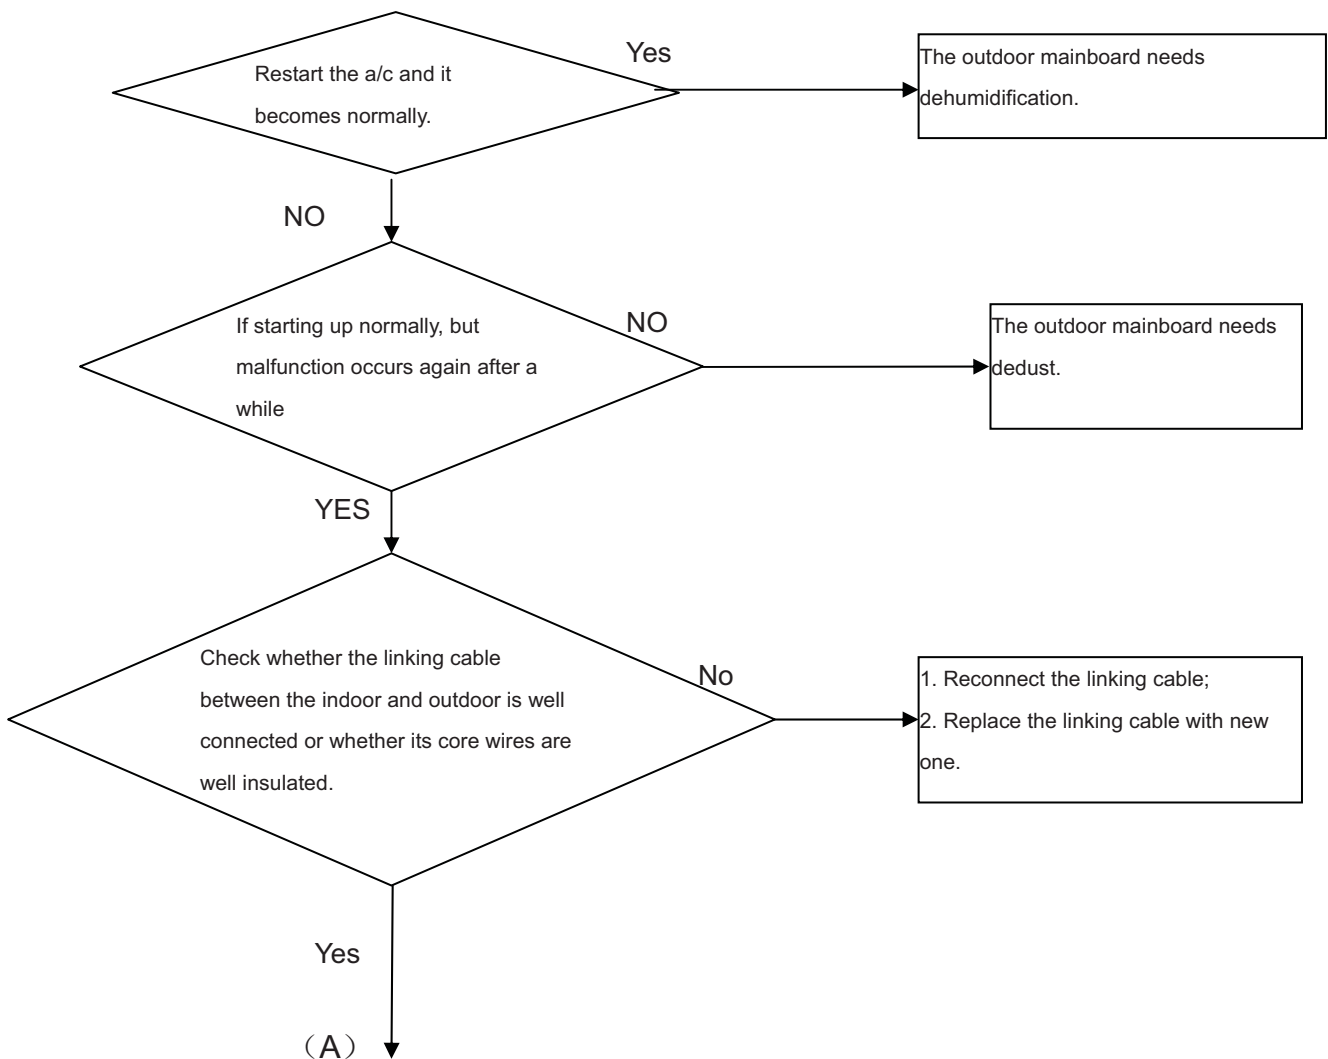 Restart the a/c and it
becomes normally.
Yes
The outdoor mainboard needs
dehumidification.
NO
If starting up normally, but
malfunction occurs again after a
while
NO
The outdoor mainboard needs
dedust.
YES
Check whether the linking cable
between the indoor and outdoor is well
connected or whether its core wires are
well insulated.
No
1. Reconnect the linking cable;
2. Replace the linking cable with new
one.
Yes
（A）